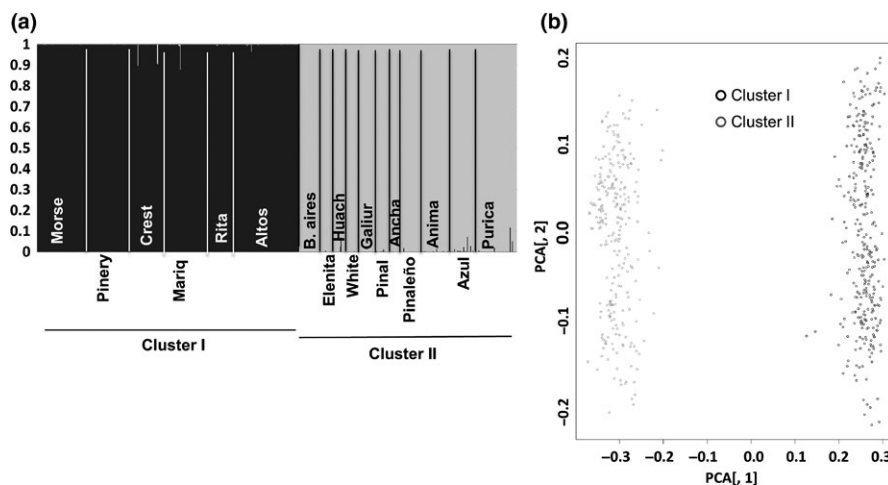 (a)
1
0.9
0.8
0.7
0.6
0.5
0.4
0.3
0.2
0.1
0
Morse
Pinery
Crest
Mariq
Rita
Altos
B. aires
Elenita
Huach
White
Galiur
Pinal
Ancha
Pinaleño
Anima
Azul
Purica
Cluster I
Cluster II
(b)
Cluster I
Cluster II
PCA[, 2]
0.2
0.1
0.0
−0.1
−0.2
−0.3 −0.2 −0.1 0.0 0.1 0.2 0.3
PCA[, 1]